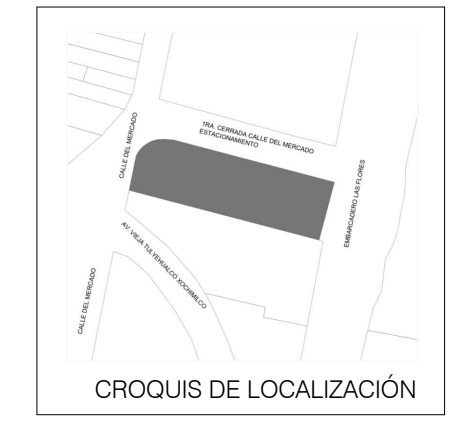 1RA. CERRADA CALLE DEL MERCADO
ESTACIONAMIENTO
CALLE DEL MERCADO
EMBARCADERO LAS FLORES
AV. VIEJA TULYEHUALCO XOCHIMILCO
CALLE DEL MERCADO
CROQUIS DE LOCALIZACIÓN